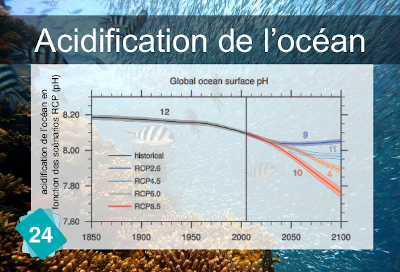 Acidification de l'océan
Global ocean surface pH
acidification de l'océan en
fonction des scénarios RCP (pH)
8.20
8.00
7.80
7.60
12
9
11
4
10
historical
RCP2.6
RCP4.5
RCP6.0
RCP8.5
1850
1900
1950
2000
2050
2100
24